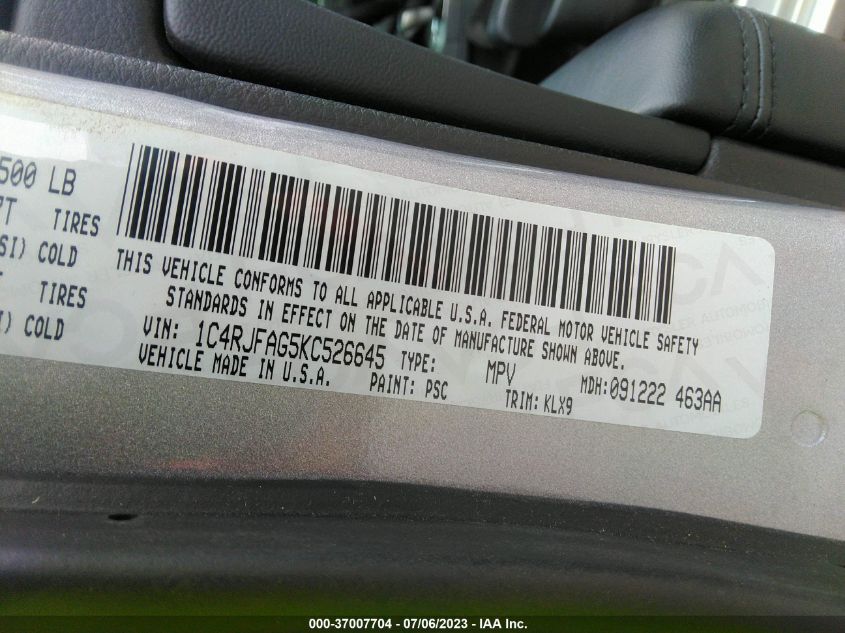 500 LB
PT TIRES
SI) COLD
T TIRES
) COLD
THIS VEHICLE CONFORMS TO ALL APPLICABLE U.S.A. FEDERAL MOTOR VEHICLE SAFETY
STANDARDS IN EFFECT ON THE DATE OF MANUFACTURE SHOWN ABOVE.
VIN: 1C4RJFAG5KC526645 TYPE: MPV MDH:091222 463AA
VEHICLE MADE IN U.S.A. PAINT: PSC TRIM:KLX9
000-37007704 - 07/06/2023 - IAA Inc.